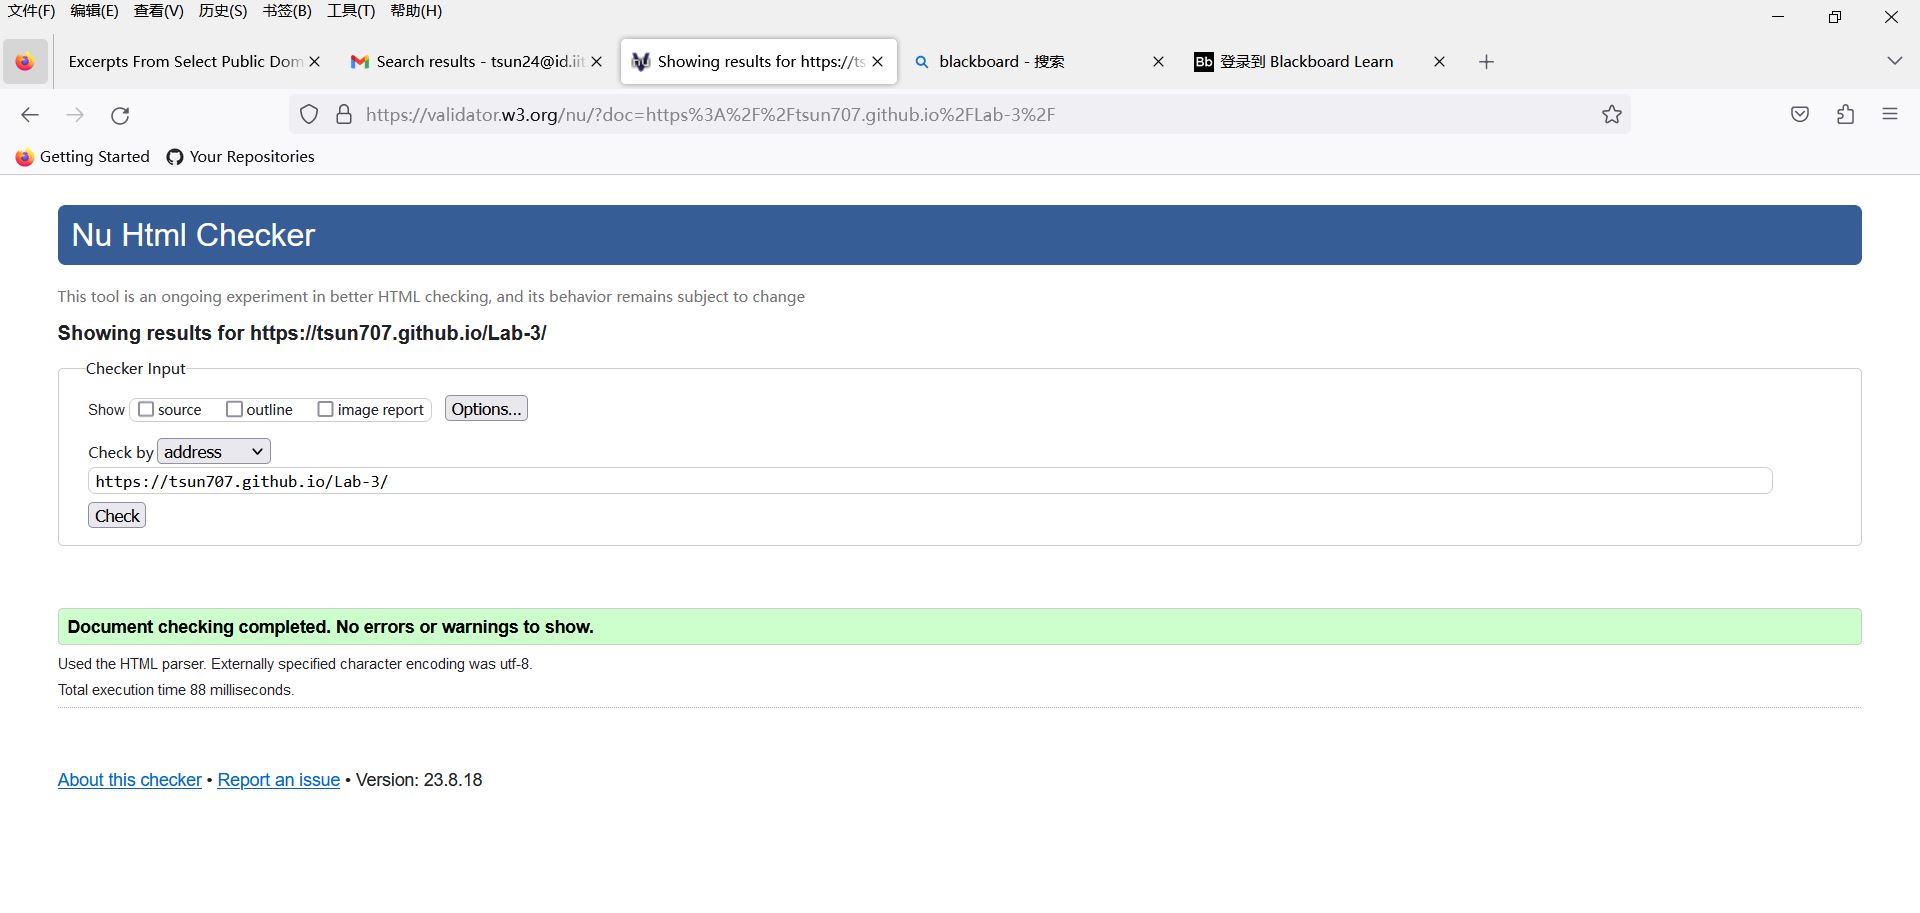 文件(F) 编辑(E) 查看(V) 历史(S) 书签(B) 工具(T) 帮助(H)
Excerpts From Select Public Dom Search results - tsun24@id.iit Showing results for https://ts blackboard - 搜索 Bb 登录到 Blackboard Learn
https://validator.w3.org/nu/?doc=https%3A%2F%2Ftsun707.github.io%2FLab-3%2F
Getting Started Your Repositories
Nu Html Checker
This tool is an ongoing experiment in better HTML checking, and its behavior remains subject to change
Showing results for https://tsun707.github.io/Lab-3/
Checker Input
Show source outline image report Options...
Check by address
https://tsun707.github.io/Lab-3/
Check
Document checking completed. No errors or warnings to show.
Used the HTML parser. Externally specified character encoding was utf-8.
Total execution time 88 milliseconds.
About this checker • Report an issue • Version: 23.8.18